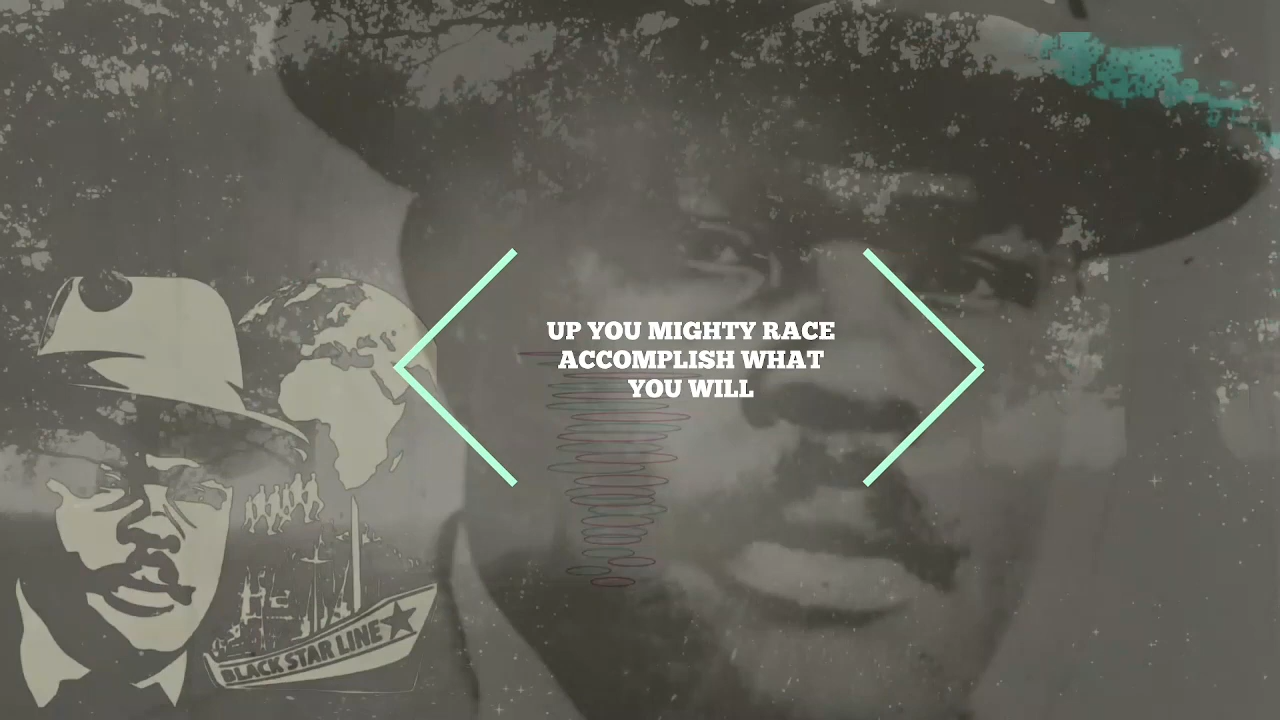 UP YOU MIGHTY RACE
ACCOMPLISH WHAT
YOU WILL
BLACK STAR LINE